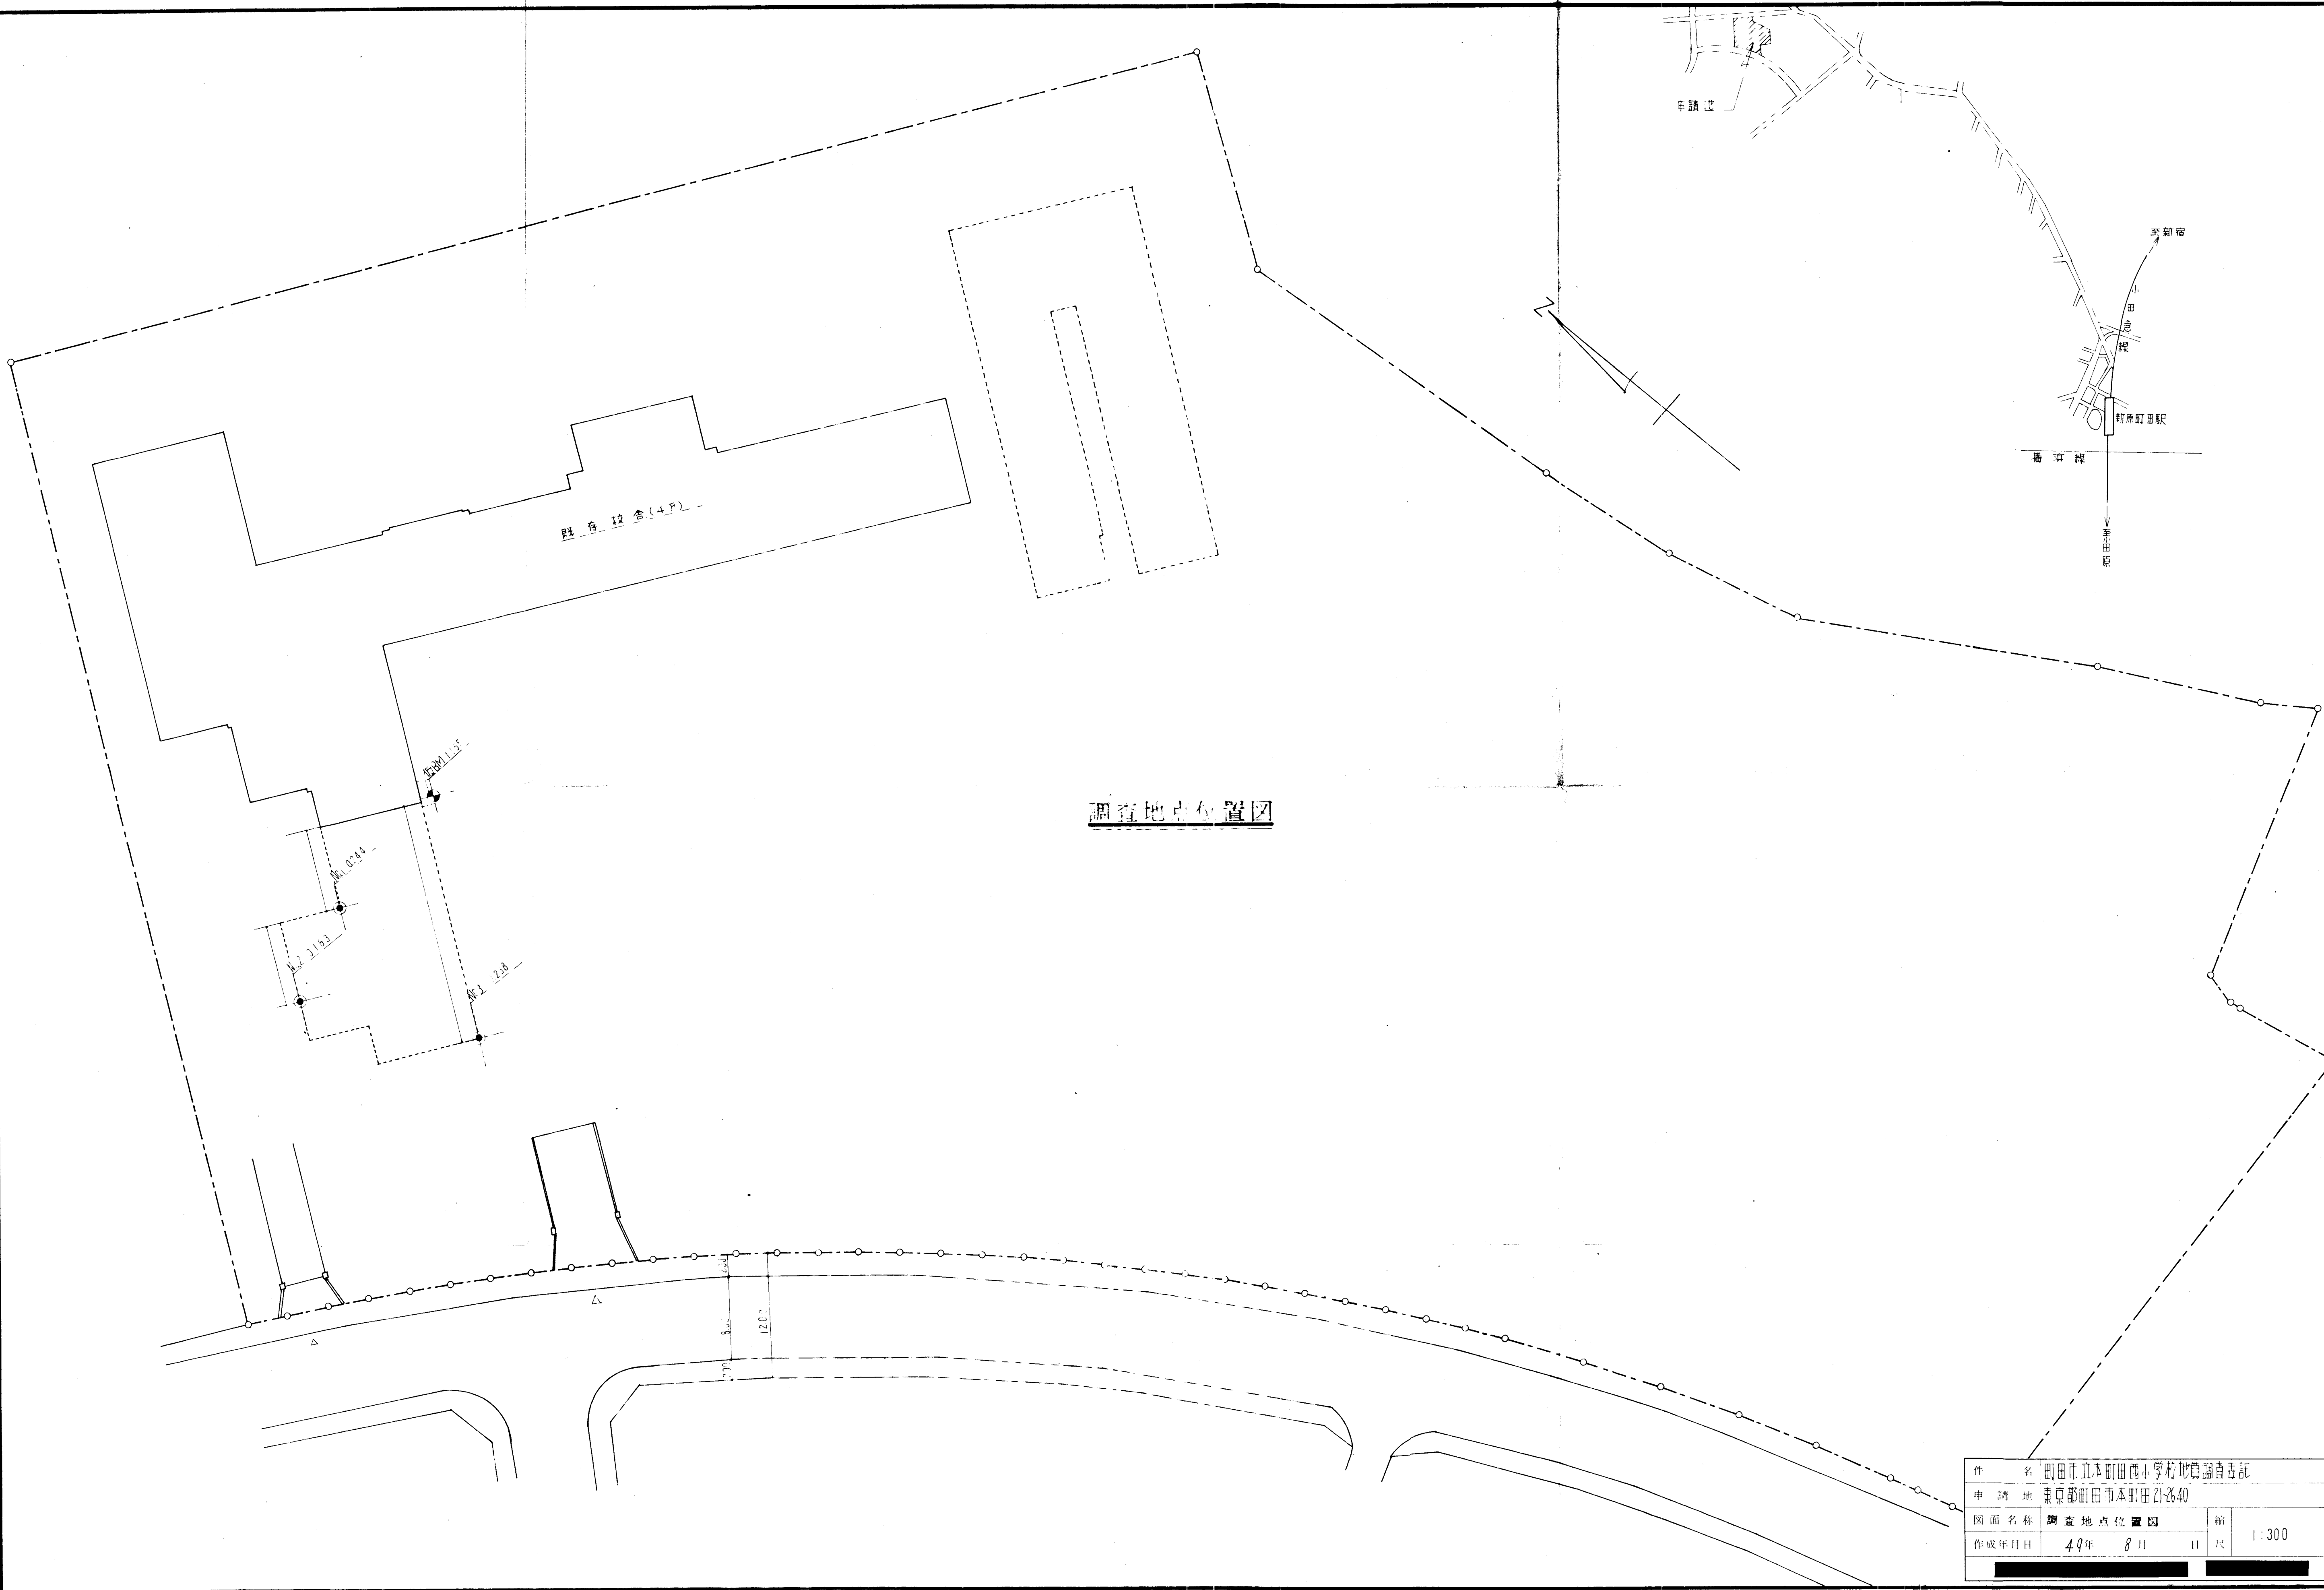 申請地
至新宿
小田急線
新原町田駅
横浜線
至小田原
既存校舎(4F)
調査地点位置図
件名 町田市立本町田西小学校地質調査委託
申請地 東京都町田市本町田21-2640
図面名称 調査地点位置図
縮尺 1:300
作成年月日 49年 8月 日